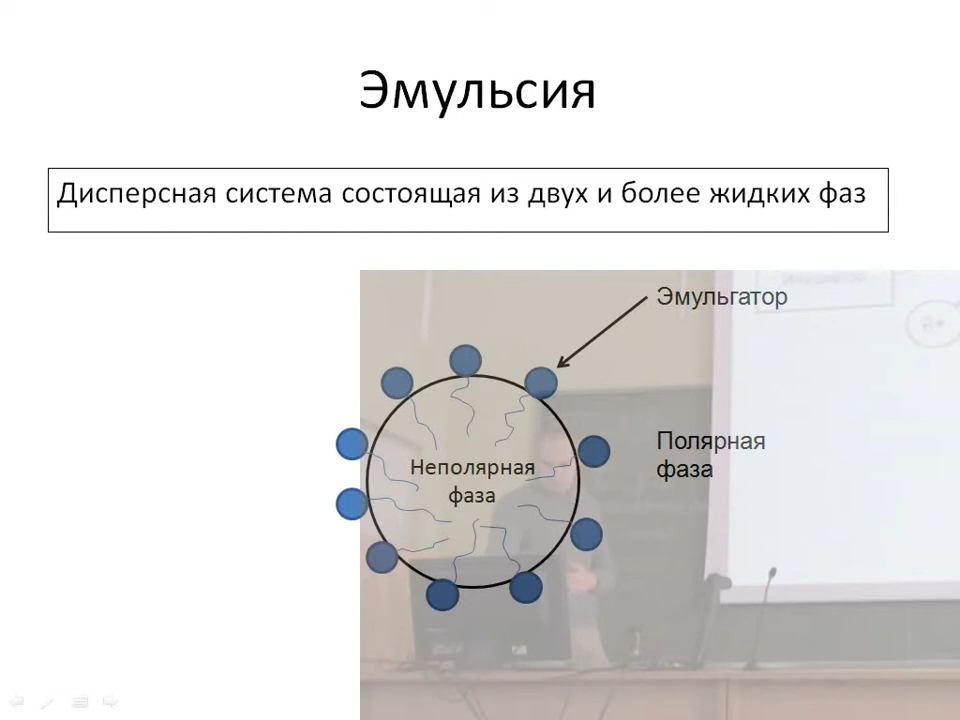 Эмульсия
Дисперсная система состоящая из двух и более жидких фаз
Эмульгатор
Полярная
фаза
Неполярная
фаза